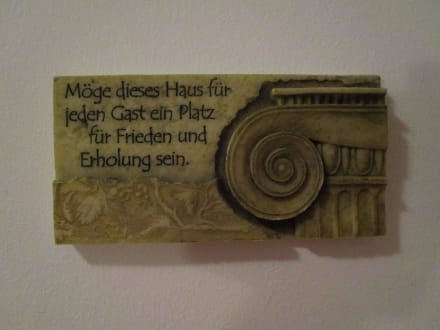 Möge dieses Haus für
jeden Gast ein Platz
für Frieden und
Erholung sein.